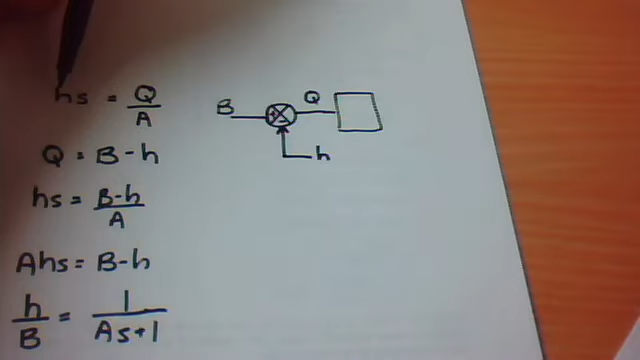 hs = Q/A
Q = B-h
hs = B-h/A
Ahs = B-h
h/B = 1/As+1
B + - Q
h